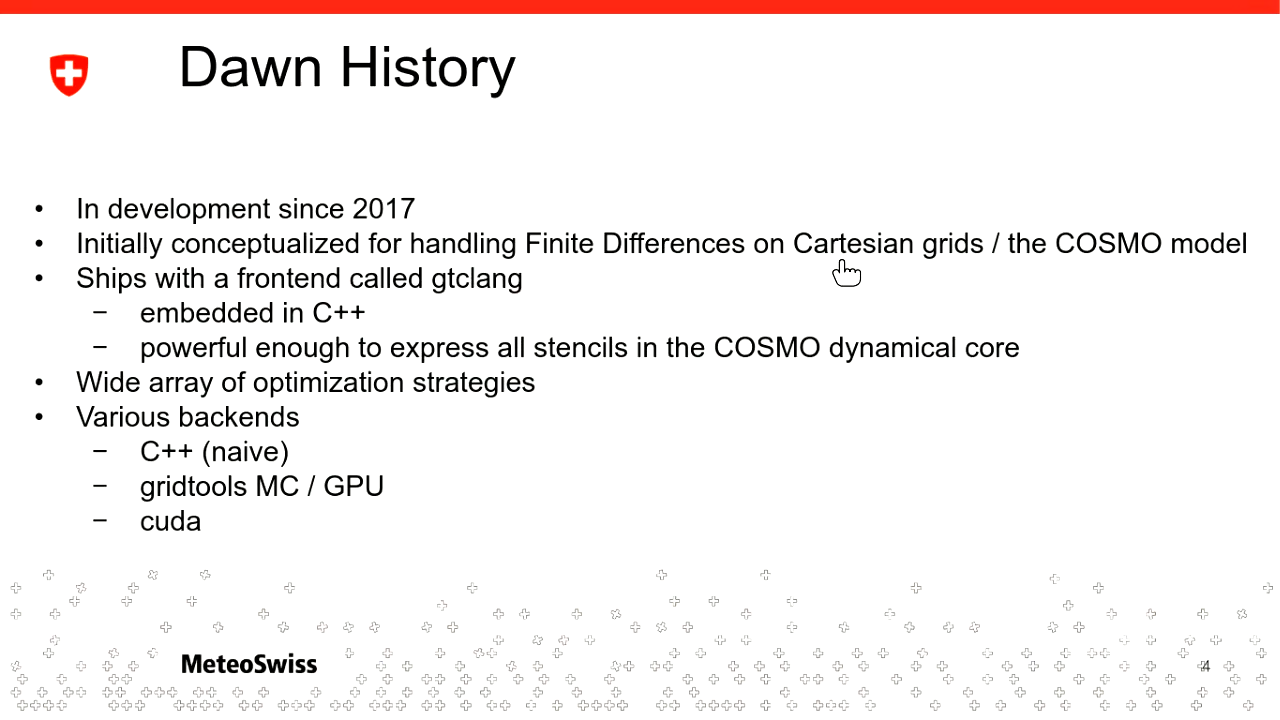 Dawn History
• In development since 2017
• Initially conceptualized for handling Finite Differences on Cartesian grids / the COSMO model
• Ships with a frontend called gtclang
− embedded in C++
− powerful enough to express all stencils in the COSMO dynamical core
• Wide array of optimization strategies
• Various backends
− C++ (naive)
− gridtools MC / GPU
− cuda
MeteoSwiss
4